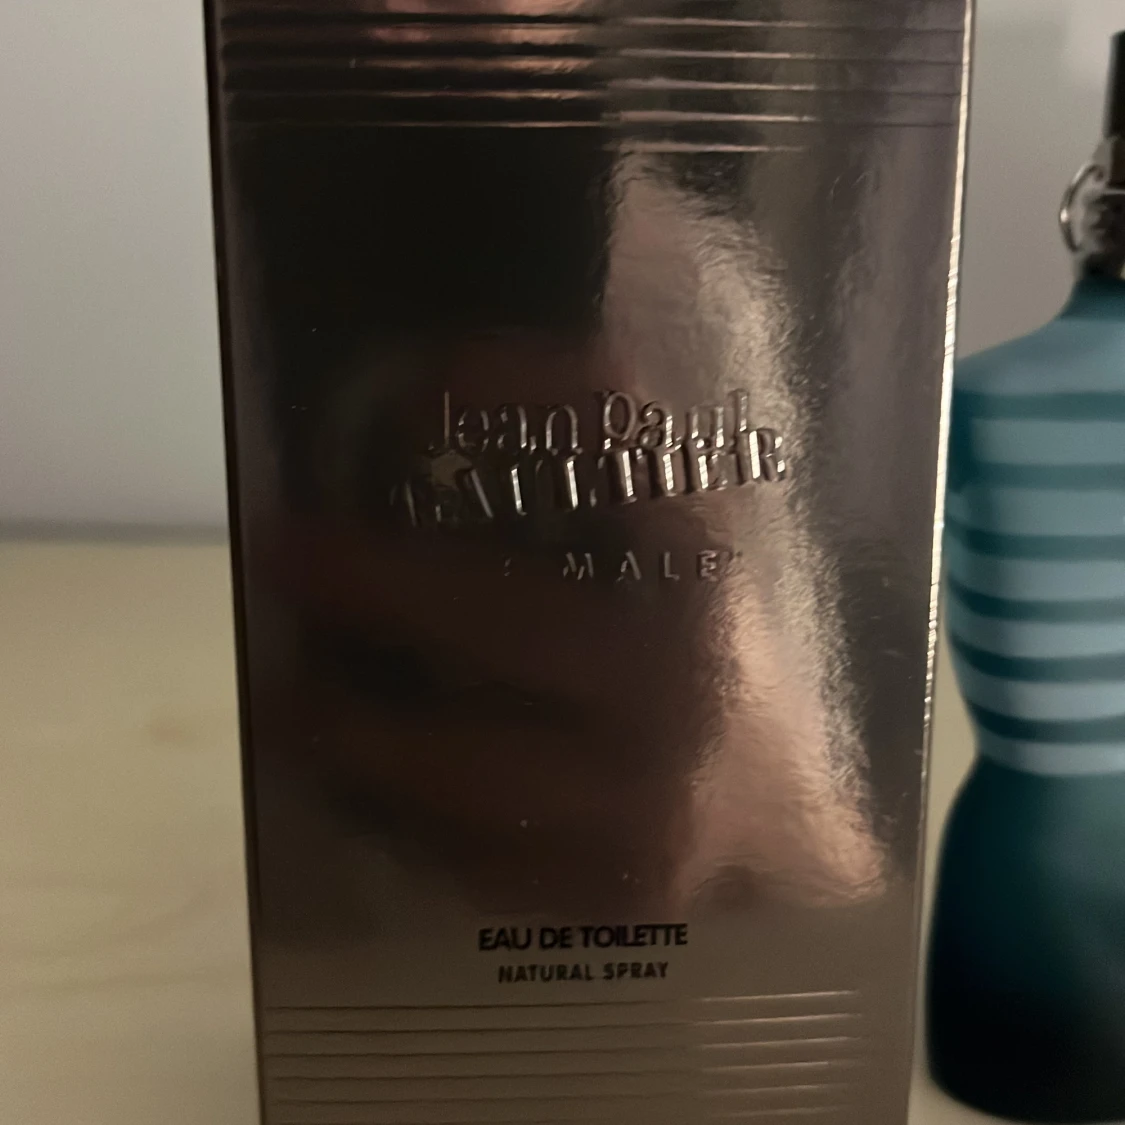 Jean Paul
GAULTIER
MALE"
EAU DE TOILETTE
NATURAL SPRAY